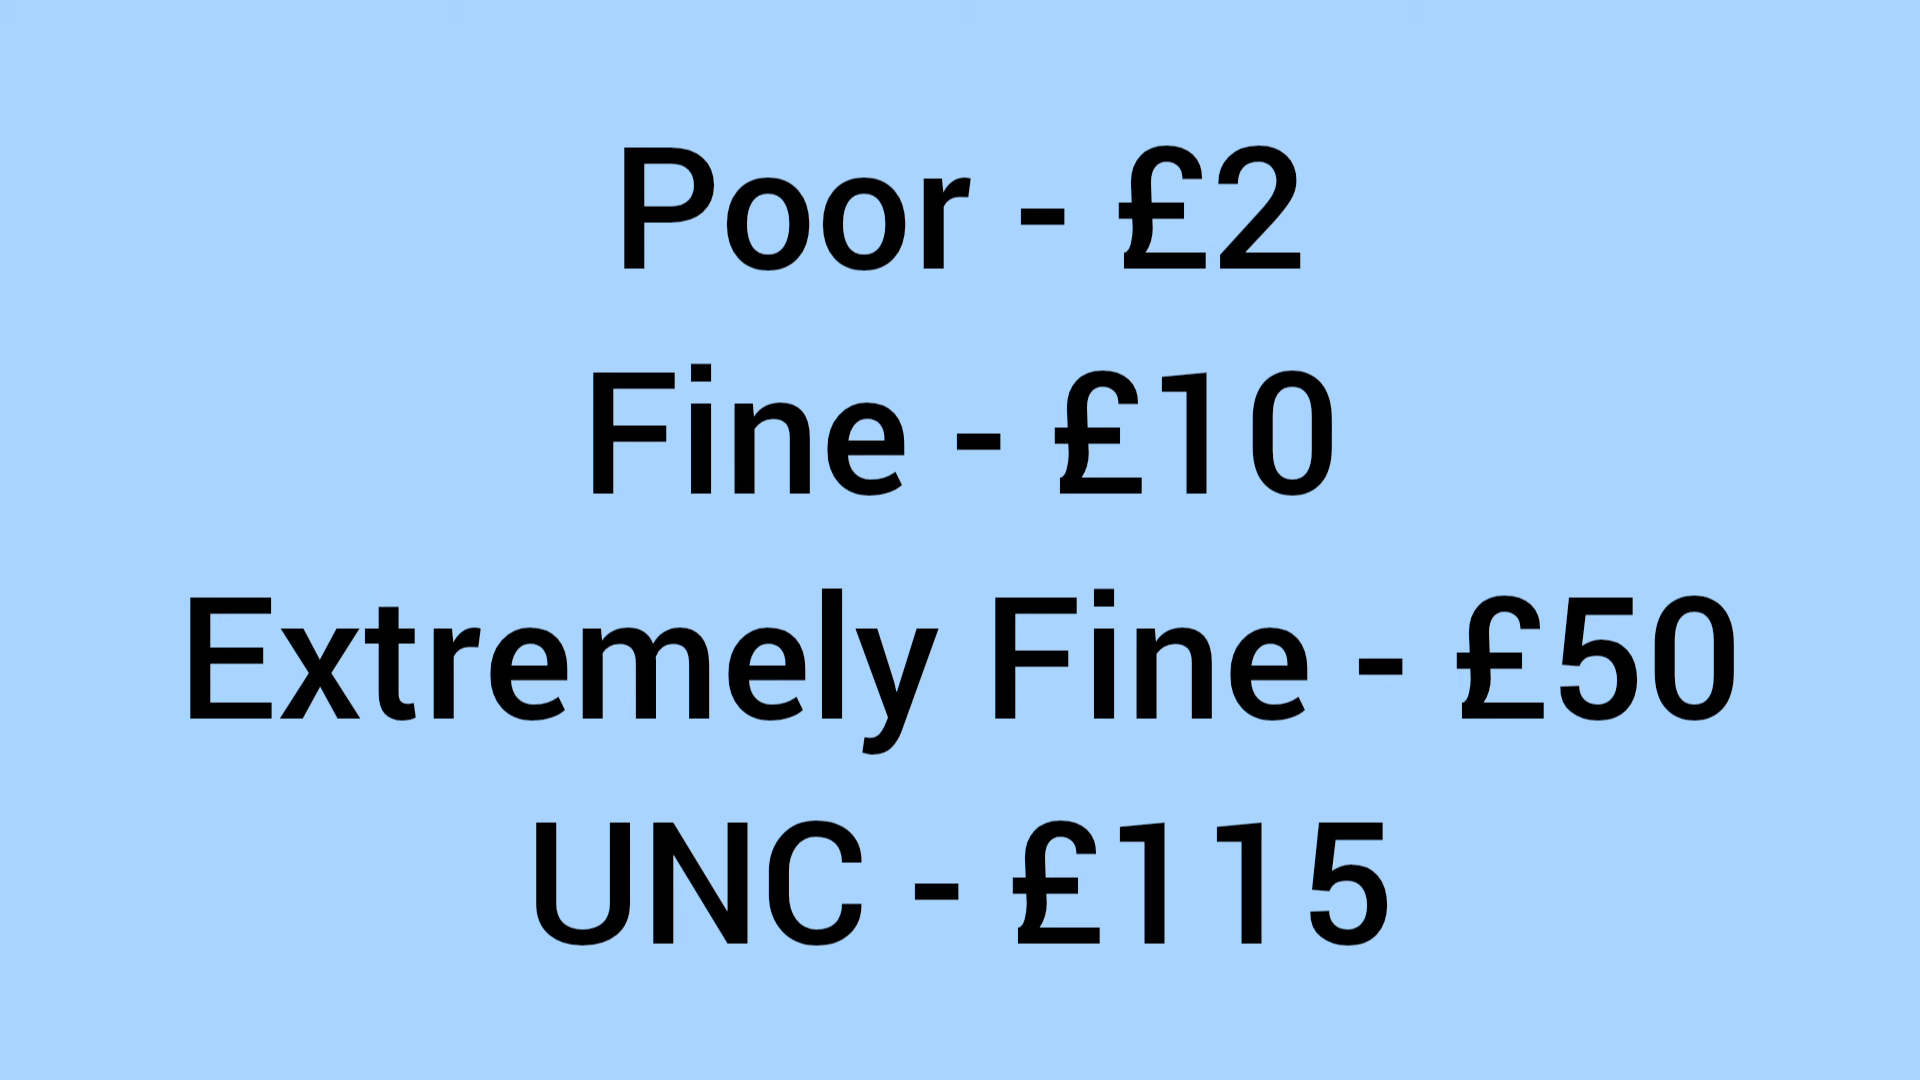 Poor - £2
Fine - £10
Extremely Fine - £50
UNC - £115